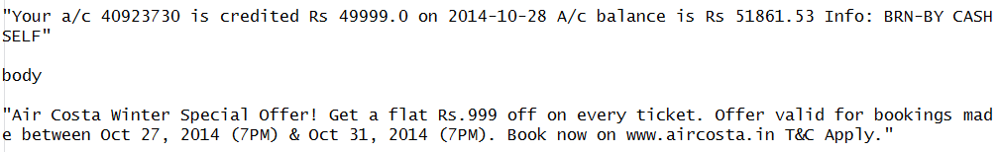 "Your a/c 40923730 is credited Rs 49999.0 on 2014-10-28 A/c balance is Rs 51861.53 Info: BRN-BY CASH
SELF"
body
"Air Costa Winter Special Offer! Get a flat Rs.999 off on every ticket. Offer valid for bookings mad
e between Oct 27, 2014 (7PM) & Oct 31, 2014 (7PM). Book now on www.aircosta.in T&C Apply."